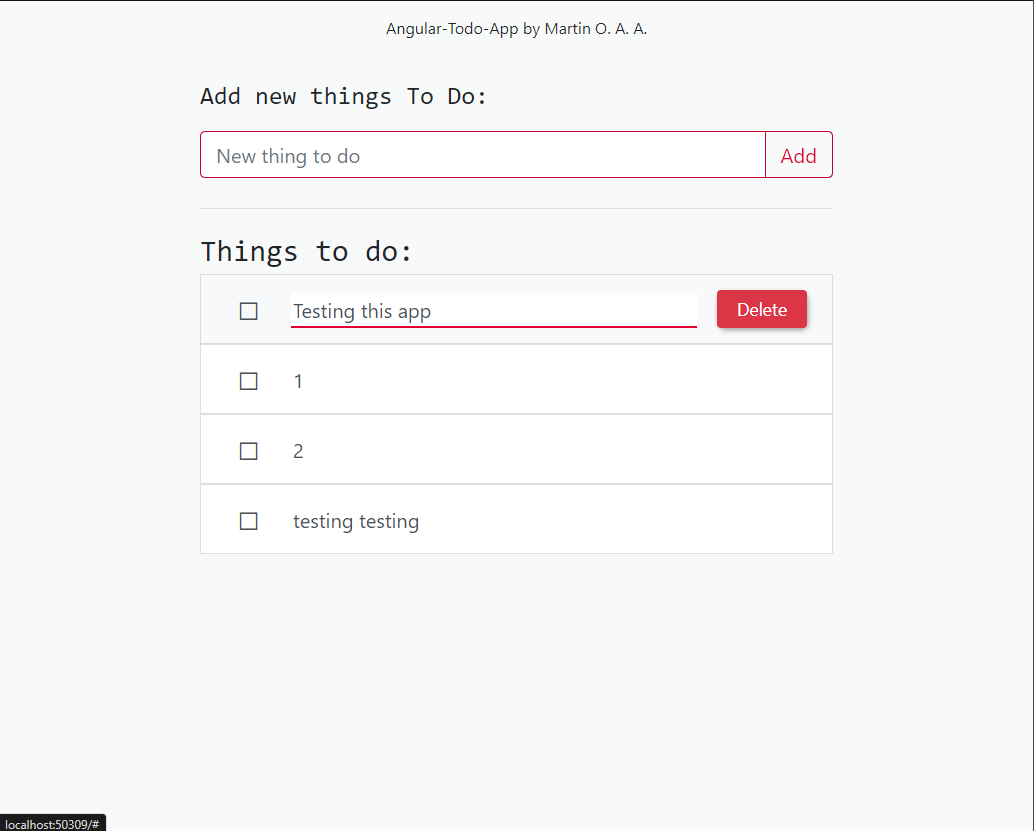 Angular-Todo-App by Martin O. A. A.
Add new things To Do:
New thing to do Add
Things to do:
Testing this app Delete
1
2
testing testing
localhost:50309/#